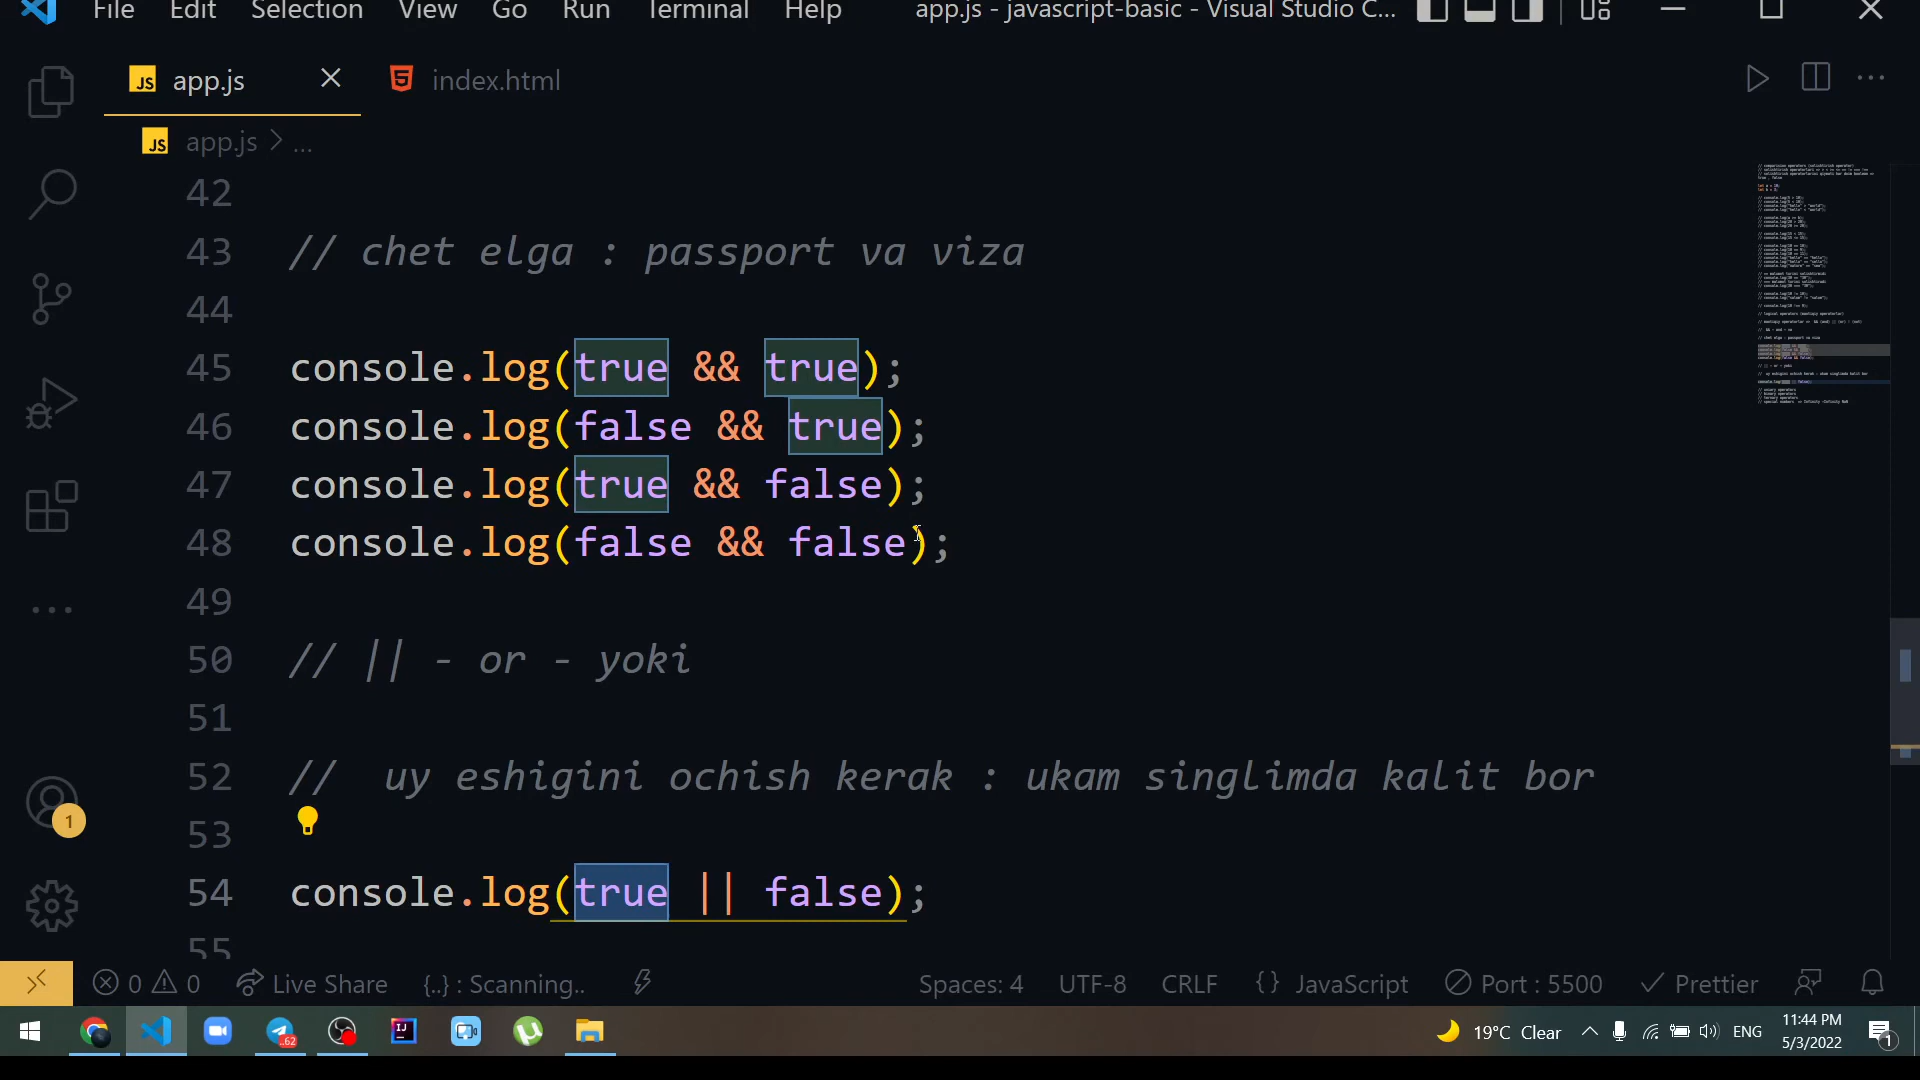 File Edit Selection View Go Run Terminal Help app.js - javascript-basic - Visual Studio C...
JS app.js index.html
JS app.js > ...
42
43 // chet elga : passport va viza
44
45 console.log(true && true);
46 console.log(false && true);
47 console.log(true && false);
48 console.log(false && false);
49
50 // || - or - yoki
51
52 //  uy eshigini ochish kerak : ukam singlimda kalit bor
53
54 console.log(true || false);
55
1
0 0 Live Share {..} : Scanning.. Spaces: 4 UTF-8 CRLF {} JavaScript Port : 5500 Prettier
19°C Clear ENG 11:44 PM
5/3/2022